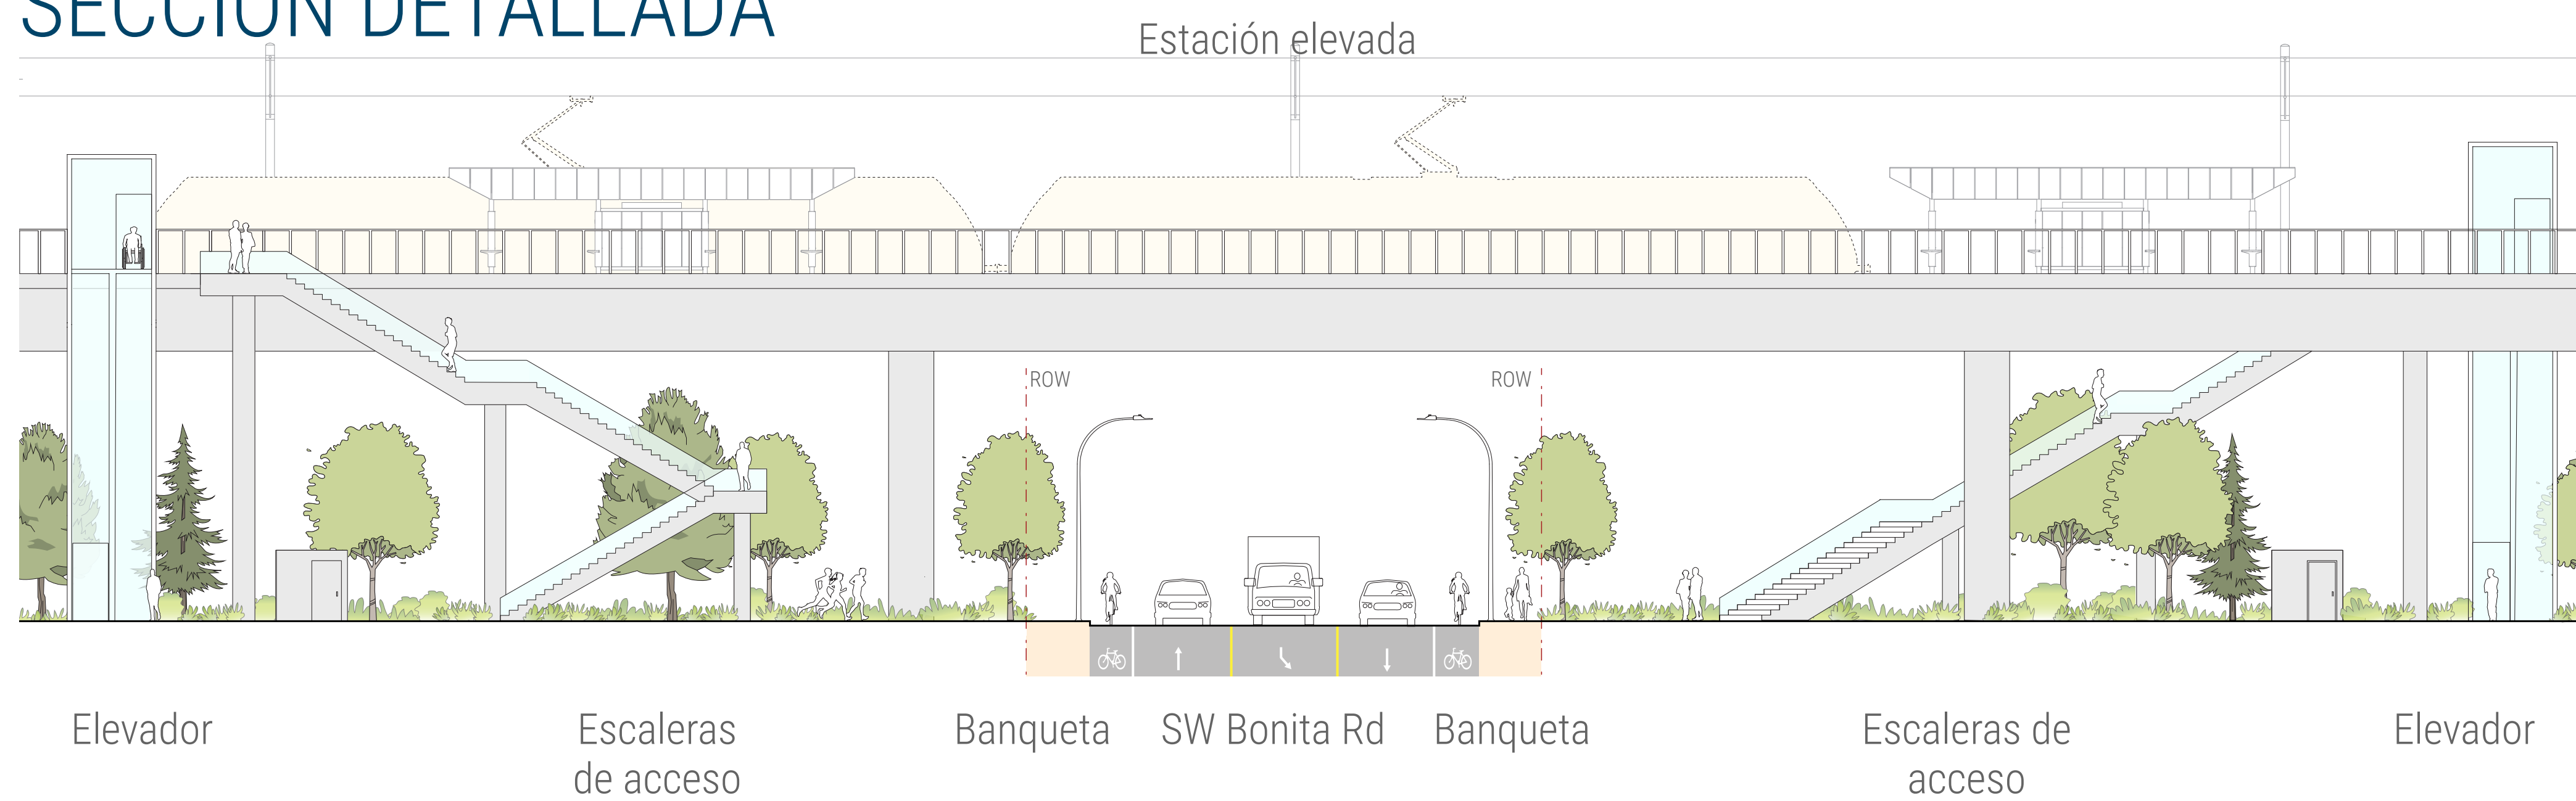 SECCIÓN DETALLADA
Estación elevada
ROW
ROW
Elevador
Escaleras
de acceso
Banqueta
SW Bonita Rd
Banqueta
Escaleras de
acceso
Elevador